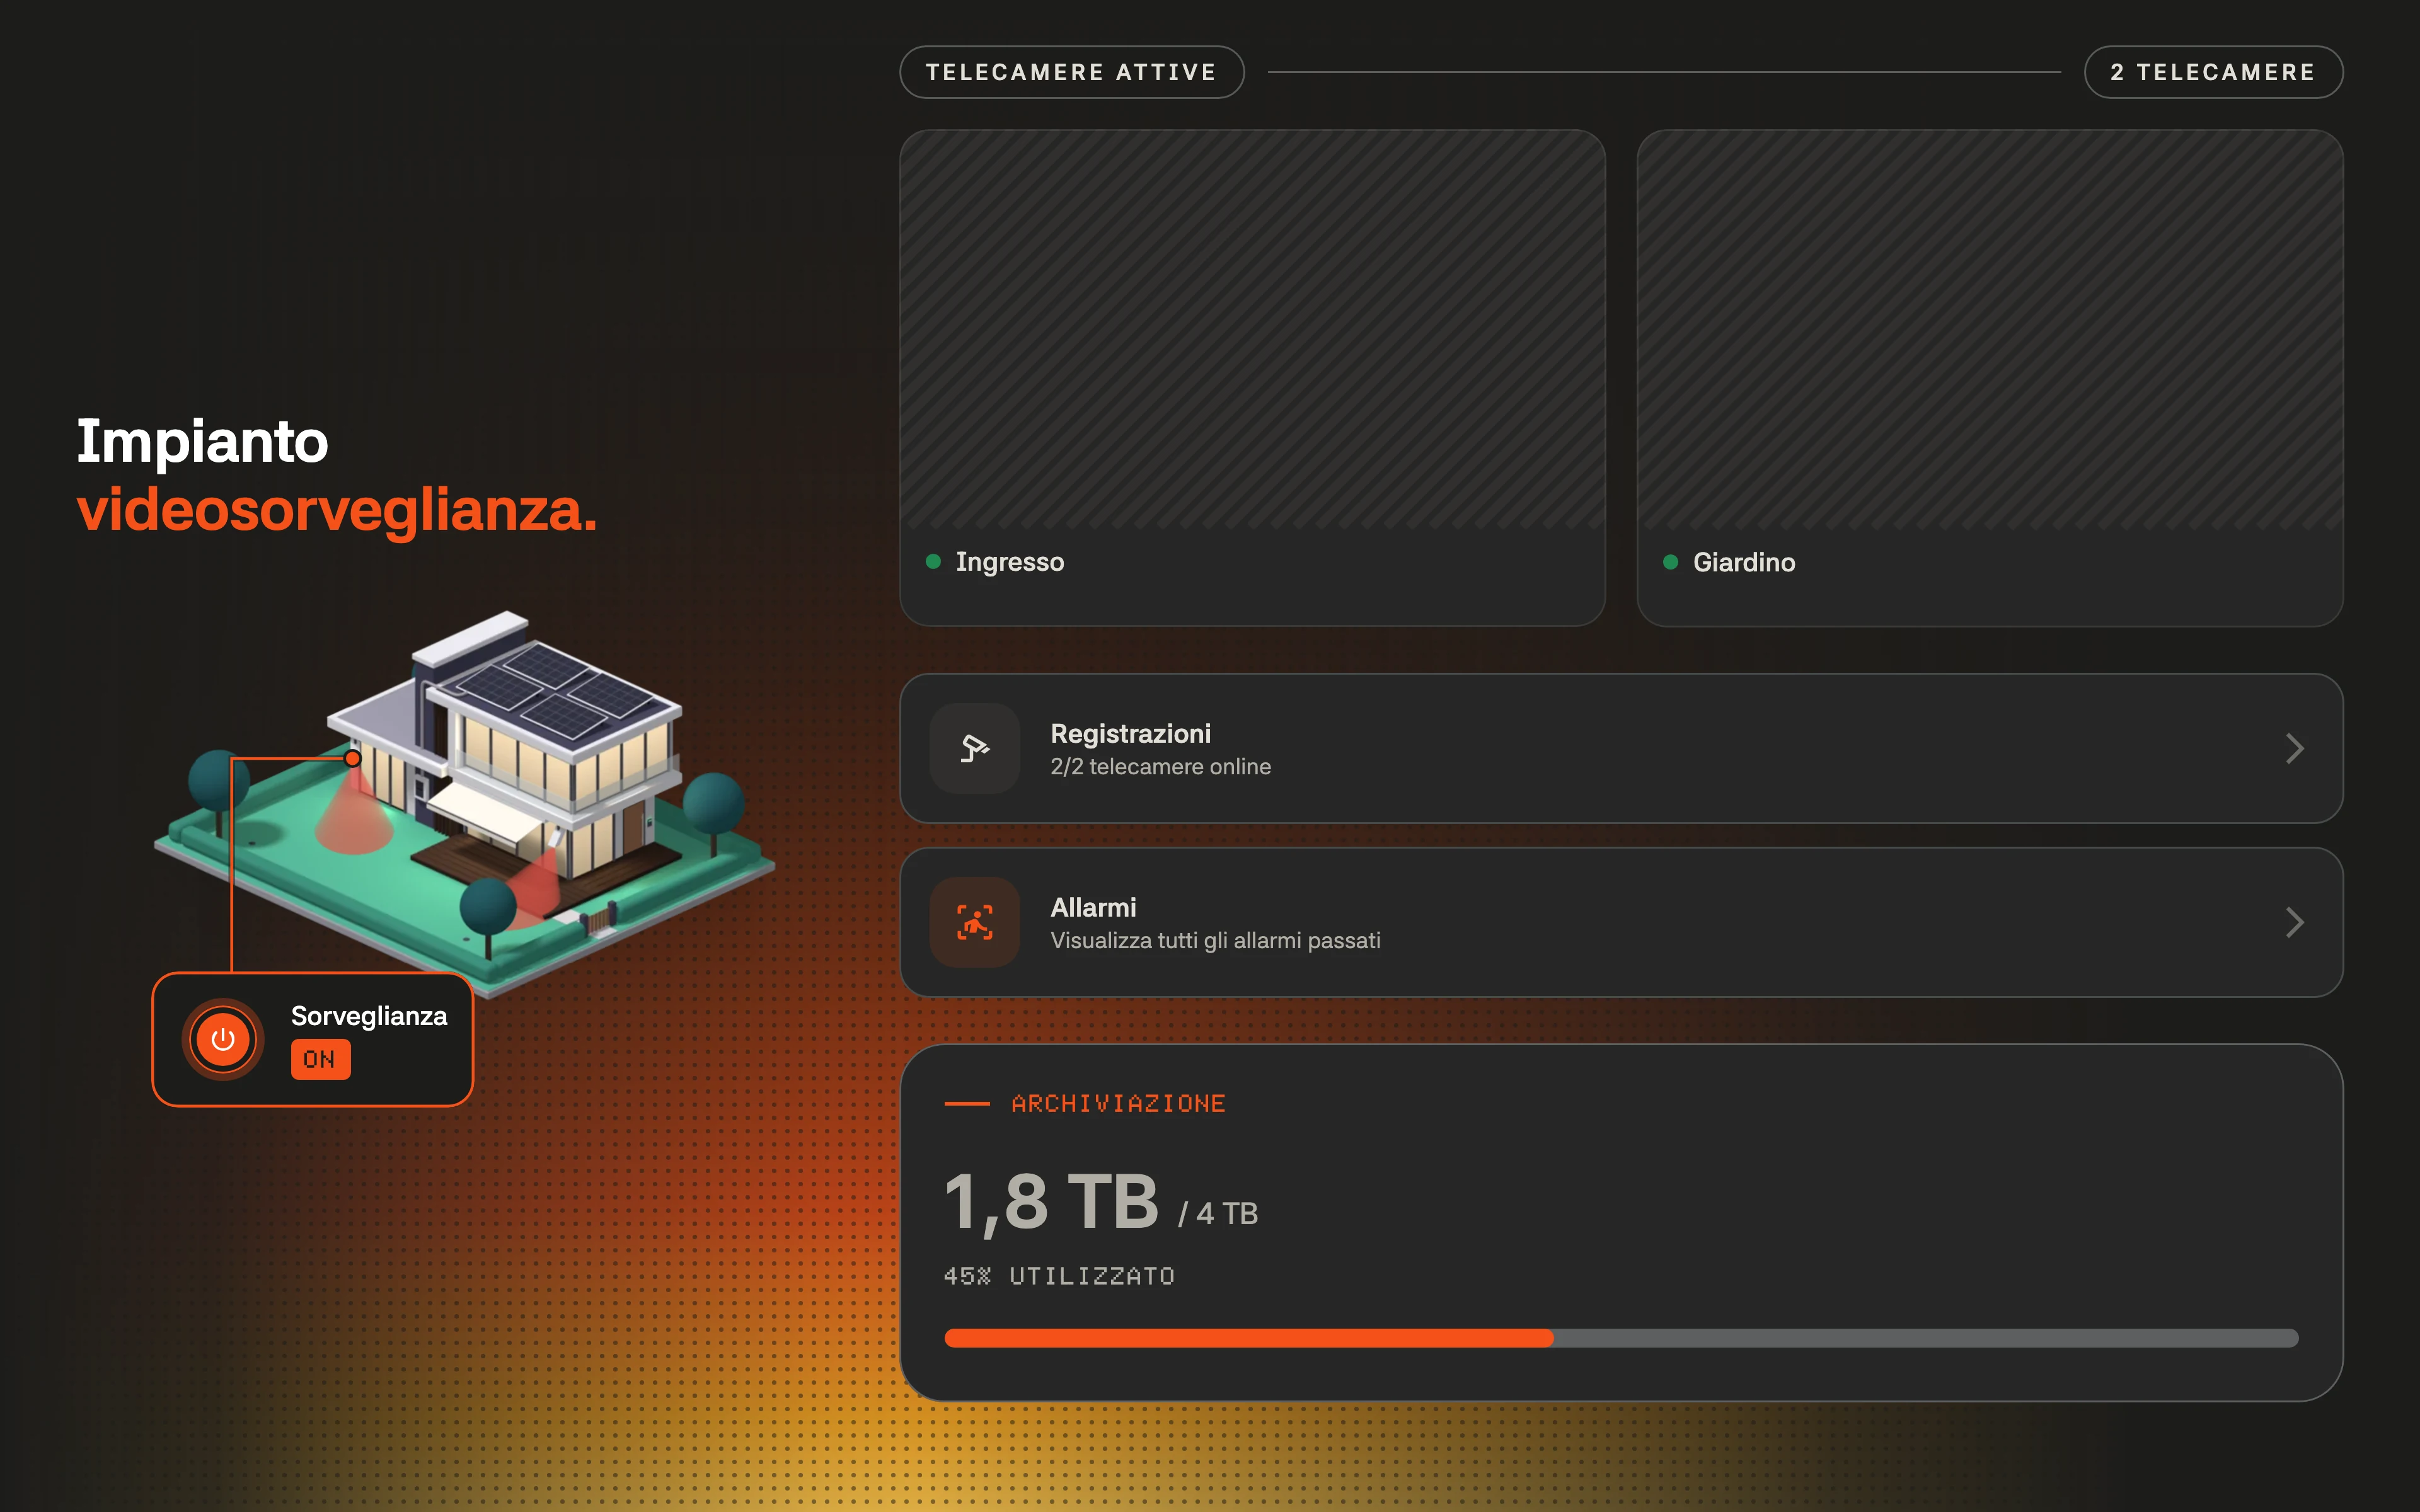 TELECAMERE ATTIVE
2 TELECAMERE
Impianto
videosorveglianza.
Ingresso
Giardino
Registrazioni
2/2 telecamere online
Allarmi
Visualizza tutti gli allarmi passati
Sorveglianza
ON
ARCHIVIAZIONE
1,8 TB / 4 TB
45% UTILIZZATO